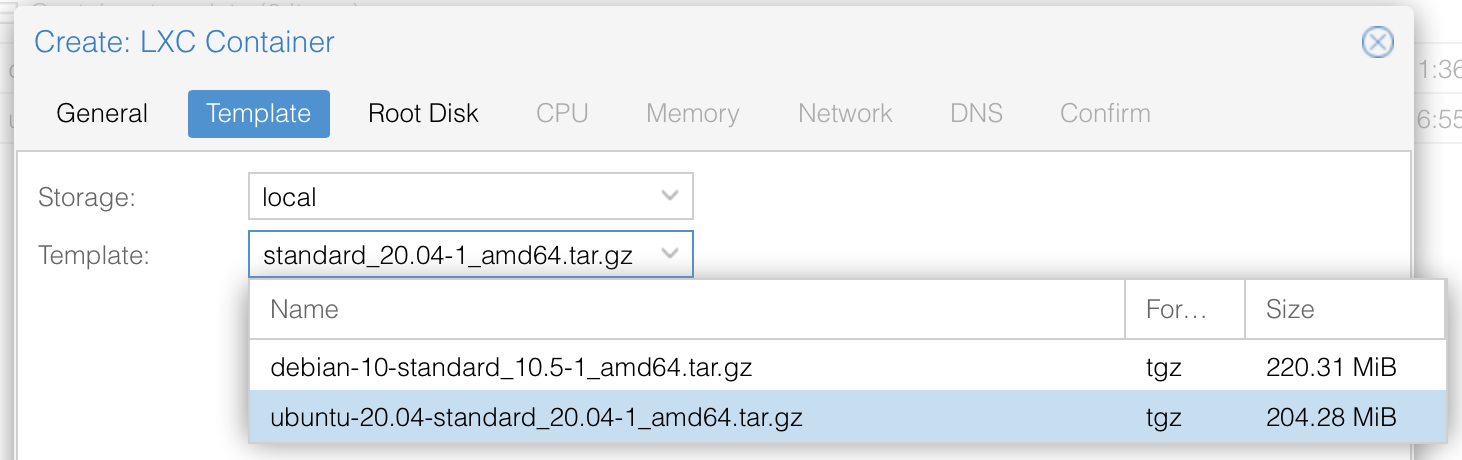 Create: LXC Container
General Template Root Disk CPU Memory Network DNS Confirm
Storage: local
Template: standard_20.04-1_amd64.tar.gz
Name For... Size
debian-10-standard_10.5-1_amd64.tar.gz tgz 220.31 MiB
ubuntu-20.04-standard_20.04-1_amd64.tar.gz tgz 204.28 MiB
1:36
6:55